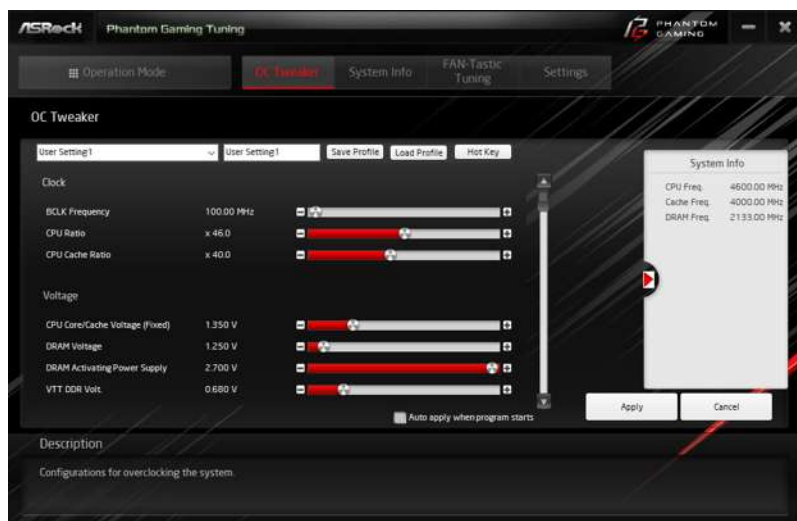 ASRock Phantom Gaming Tuning PHANTOM GAMING
Operation Mode OC Tweaker System Info FAN-Tastic Tuning Settings
OC Tweaker
User Setting1 User Setting1 Save Profile Load Profile Hot Key
System Info
Clock
CPU Freq. 4600.00 MHz
Cache Freq. 4000.00 MHz
DRAM Freq. 2133.00 MHz
BCLK Frequency 100.00 MHz
CPU Ratio x 46.0
CPU Cache Ratio x 40.0
Voltage
CPU Core/Cache Voltage (Fixed) 1.350 V
DRAM Voltage 1.250 V
DRAM Activating Power Supply 2.700 V
VTT DDR Volt. 0.680 V
Auto apply when program starts
Apply Cancel
Description
Configurations for overclocking the system.